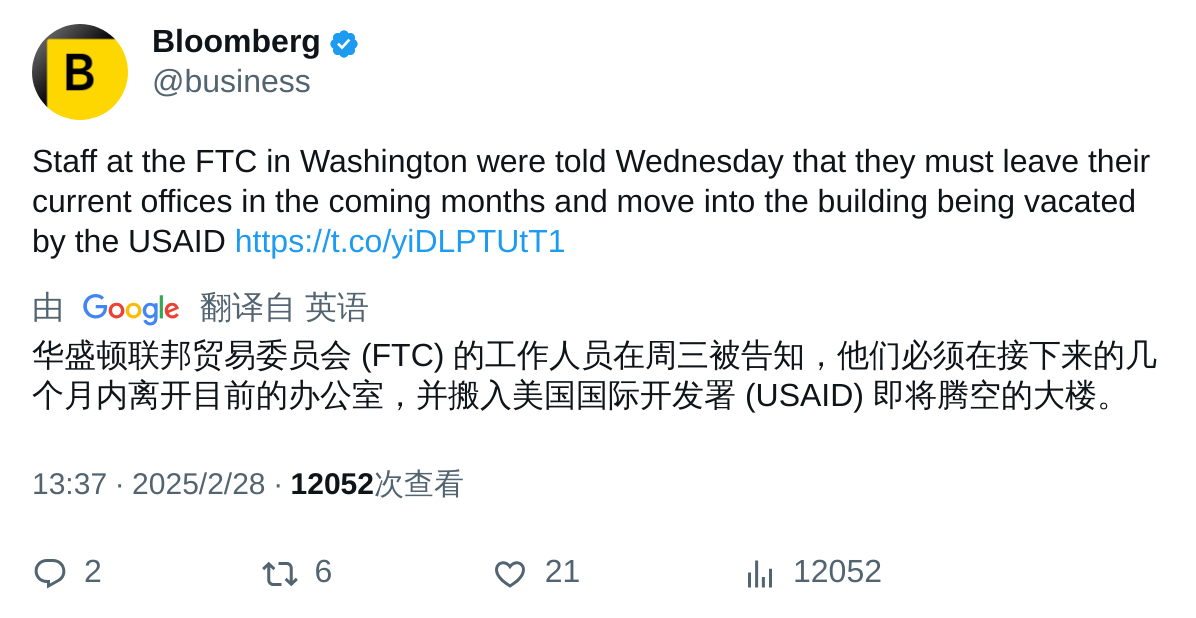 B
Bloomberg
@business
Staff at the FTC in Washington were told Wednesday that they must leave their
current offices in the coming months and move into the building being vacated
by the USAID https://t.co/yiDLPTUtT1
由 Google 翻译自 英语
华盛顿联邦贸易委员会 (FTC) 的工作人员在周三被告知，他们必须在接下来的几
个月内离开目前的办公室，并搬入美国国际开发署 (USAID) 即将腾空的大楼。
13:37 · 2025/2/28 · 12052次查看
2 6 21 12052